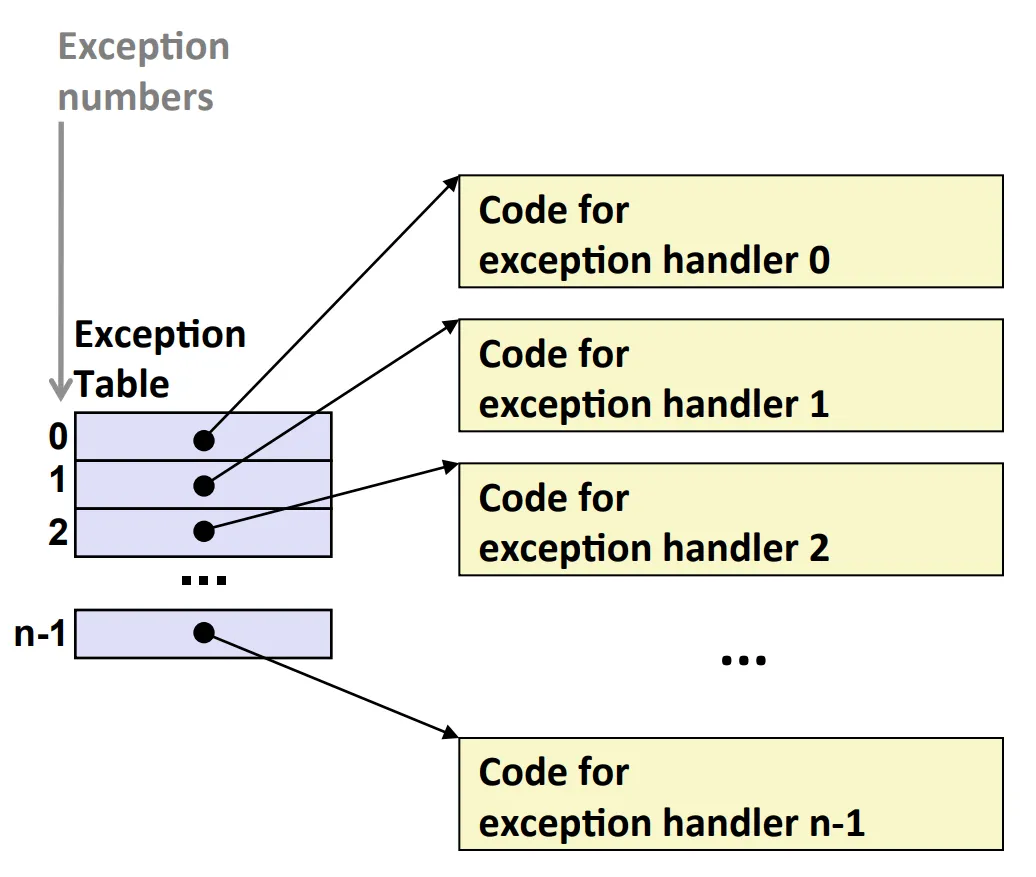 Exception
numbers
Exception
Table
0
1
2
...
n-1
Code for
exception handler 0
Code for
exception handler 1
Code for
exception handler 2
...
Code for
exception handler n-1